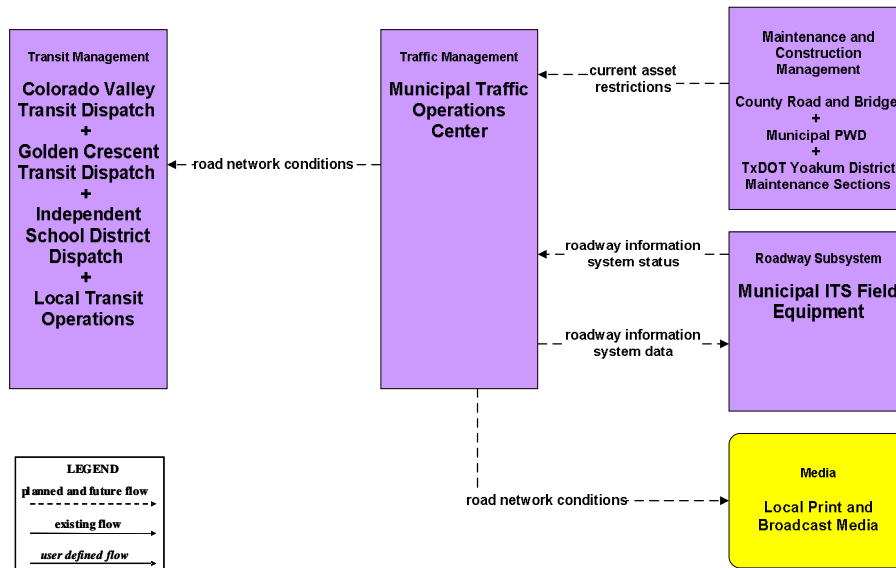 Transit Management
Colorado Valley
Transit Dispatch
+
Golden Crescent
Transit Dispatch
+
Independent
School District
Dispatch
+
Local Transit
Operations
road network conditions
Traffic Management
Municipal Traffic
Operations
Center
current asset
restrictions
Maintenance and
Construction
Management
County Road and Bridge
+
Municipal PWD
+
TxDOT Yoakum District
Maintenance Sections
roadway information
system status
roadway information
system data
Roadway Subsystem
Municipal ITS Field
Equipment
road network conditions
Media
Local Print and
Broadcast Media
LEGEND
planned and future flow
existing flow
user defined flow